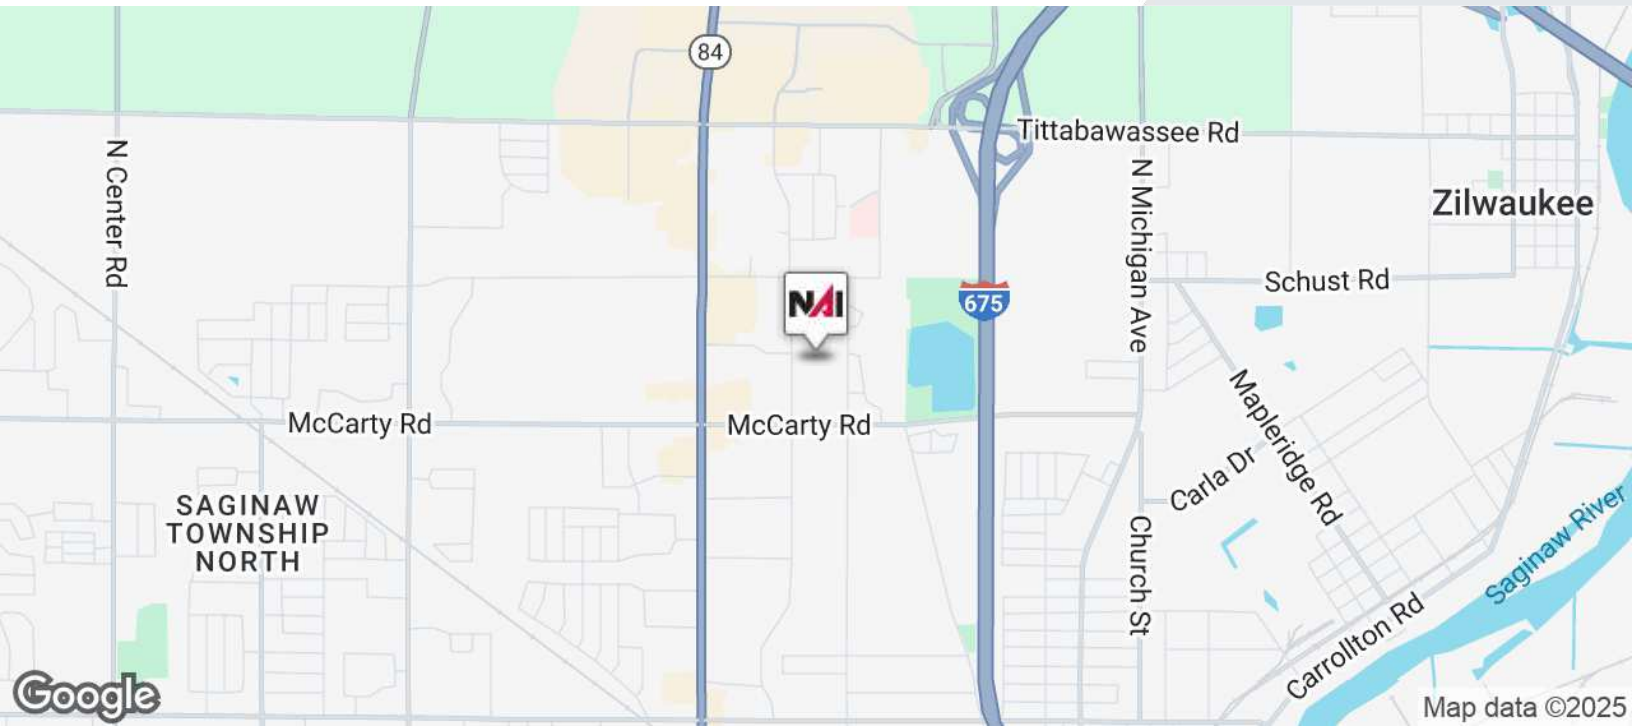 84
Tittabawassee Rd
N Center Rd
N Michigan Ave
Zilwaukee
Schust Rd
NAI
675
McCarty Rd
McCarty Rd
Mapleridge Rd
Carla Dr
SAGINAW
TOWNSHIP
NORTH
Church St
Saginaw River
Carrollton Rd
Google
Map data ©2025